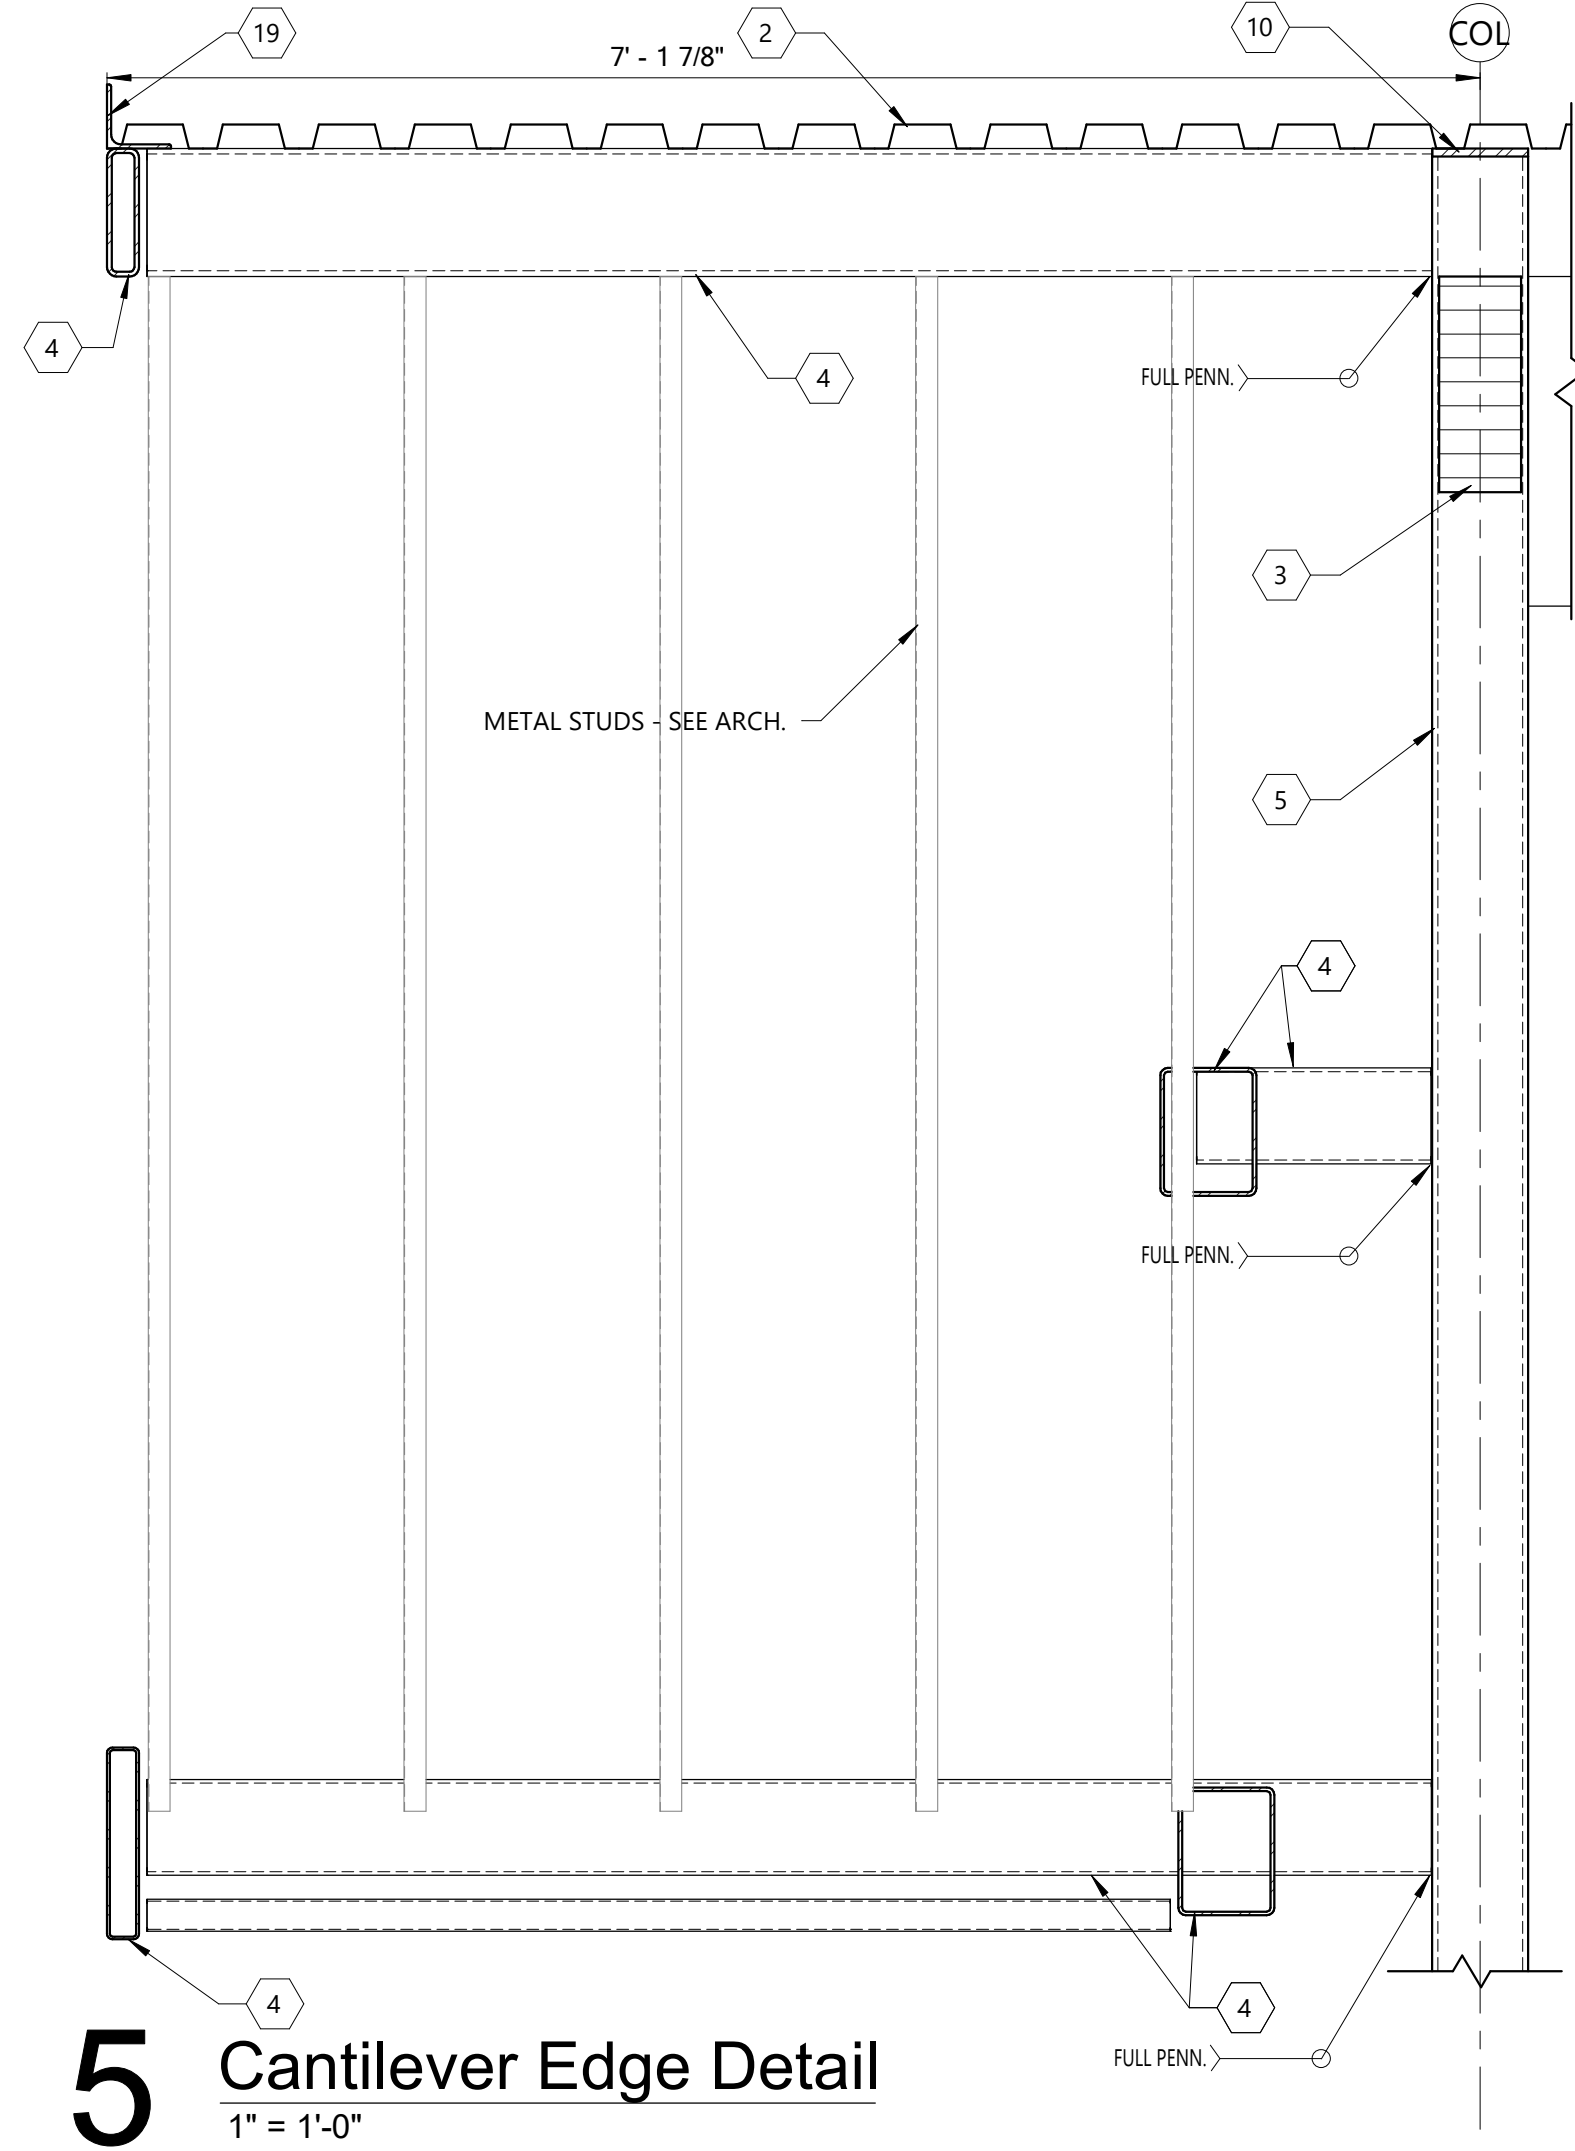 19
2
10
COL
7' - 1 7/8"
4
4
FULL PENN.
3
METAL STUDS - SEE ARCH.
5
4
FULL PENN.
4
4
FULL PENN.
5 Cantilever Edge Detail
1" = 1'-0"